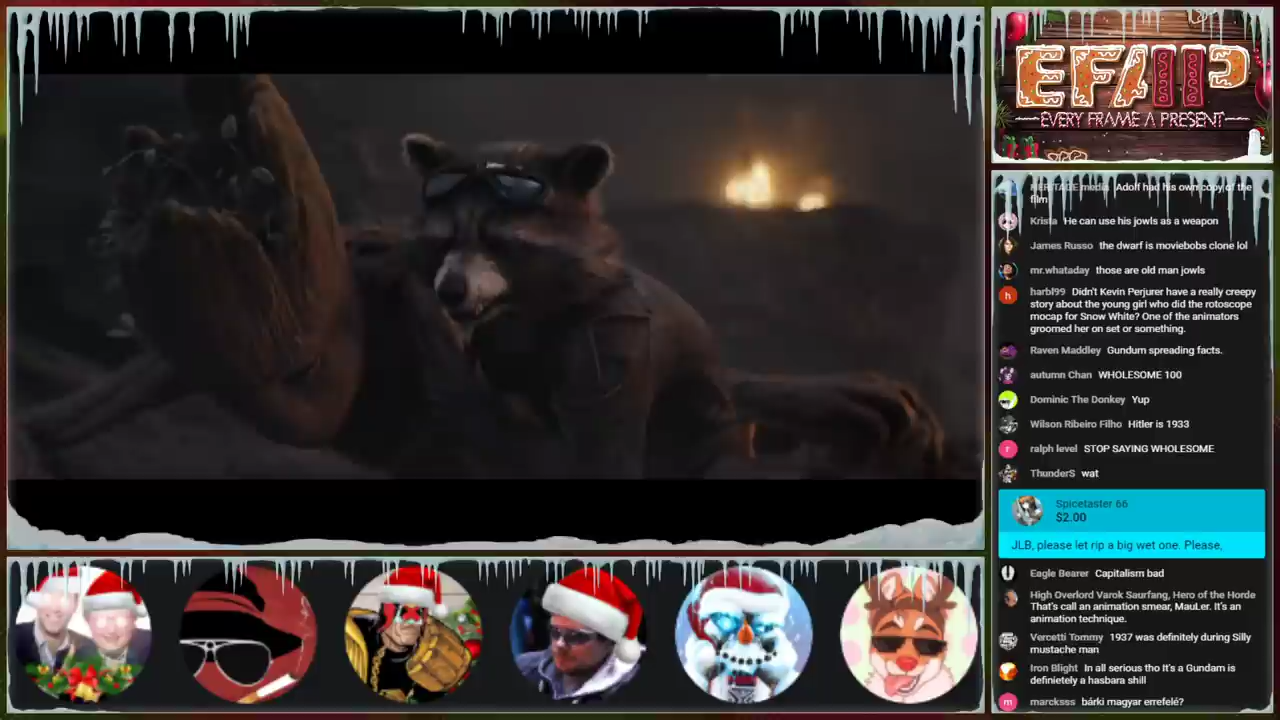 EFAP
EVERY FRAME A PRESENT
HERITAGE media Adolf had his own copy of the
film
Krista He can use his jowls as a weapon
James Russo the dwarf is moviebobs clone lol
mr.whataday those are old man jowls
h
harbl99 Didn't Kevin Perjurer have a really creepy
story about the young girl who did the rotoscope
mocap for Snow White? One of the animators
groomed her on set or something.
Raven Maddley Gundum spreading facts.
autumn Chan WHOLESOME 100
Dominic The Donkey Yup
Wilson Ribeiro Filho Hitler is 1933
r ralph level STOP SAYING WHOLESOME
ThunderS wat
Spicetaster 66
$2.00
JLB, please let rip a big wet one. Please,
Eagle Bearer Capitalism bad
High Overlord Varok Saurfang, Hero of the Horde
That's call an animation smear, MauLer. It's an
animation technique.
Vercetti Tommy 1937 was definitely during Silly
mustache man
Iron Blight In all serious tho It's a Gundam is
definietely a hasbara shill
m marcksss bárki magyar errefelé?